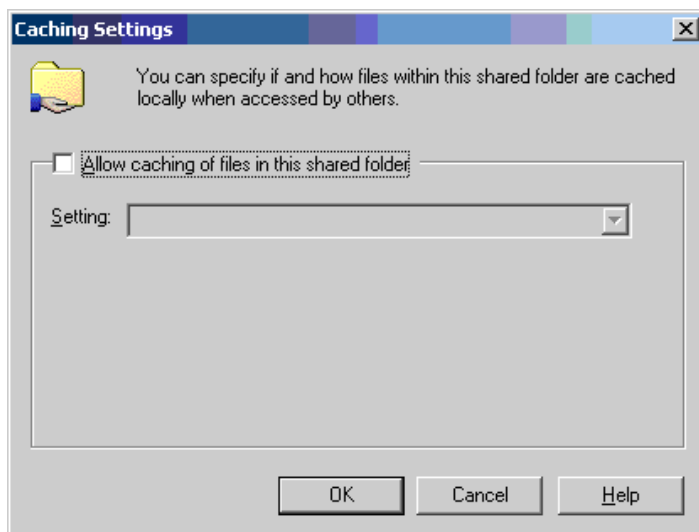 Caching Settings
You can specify if and how files within this shared folder are cached
locally when accessed by others.
Allow caching of files in this shared folder
Setting:
OK
Cancel
Help